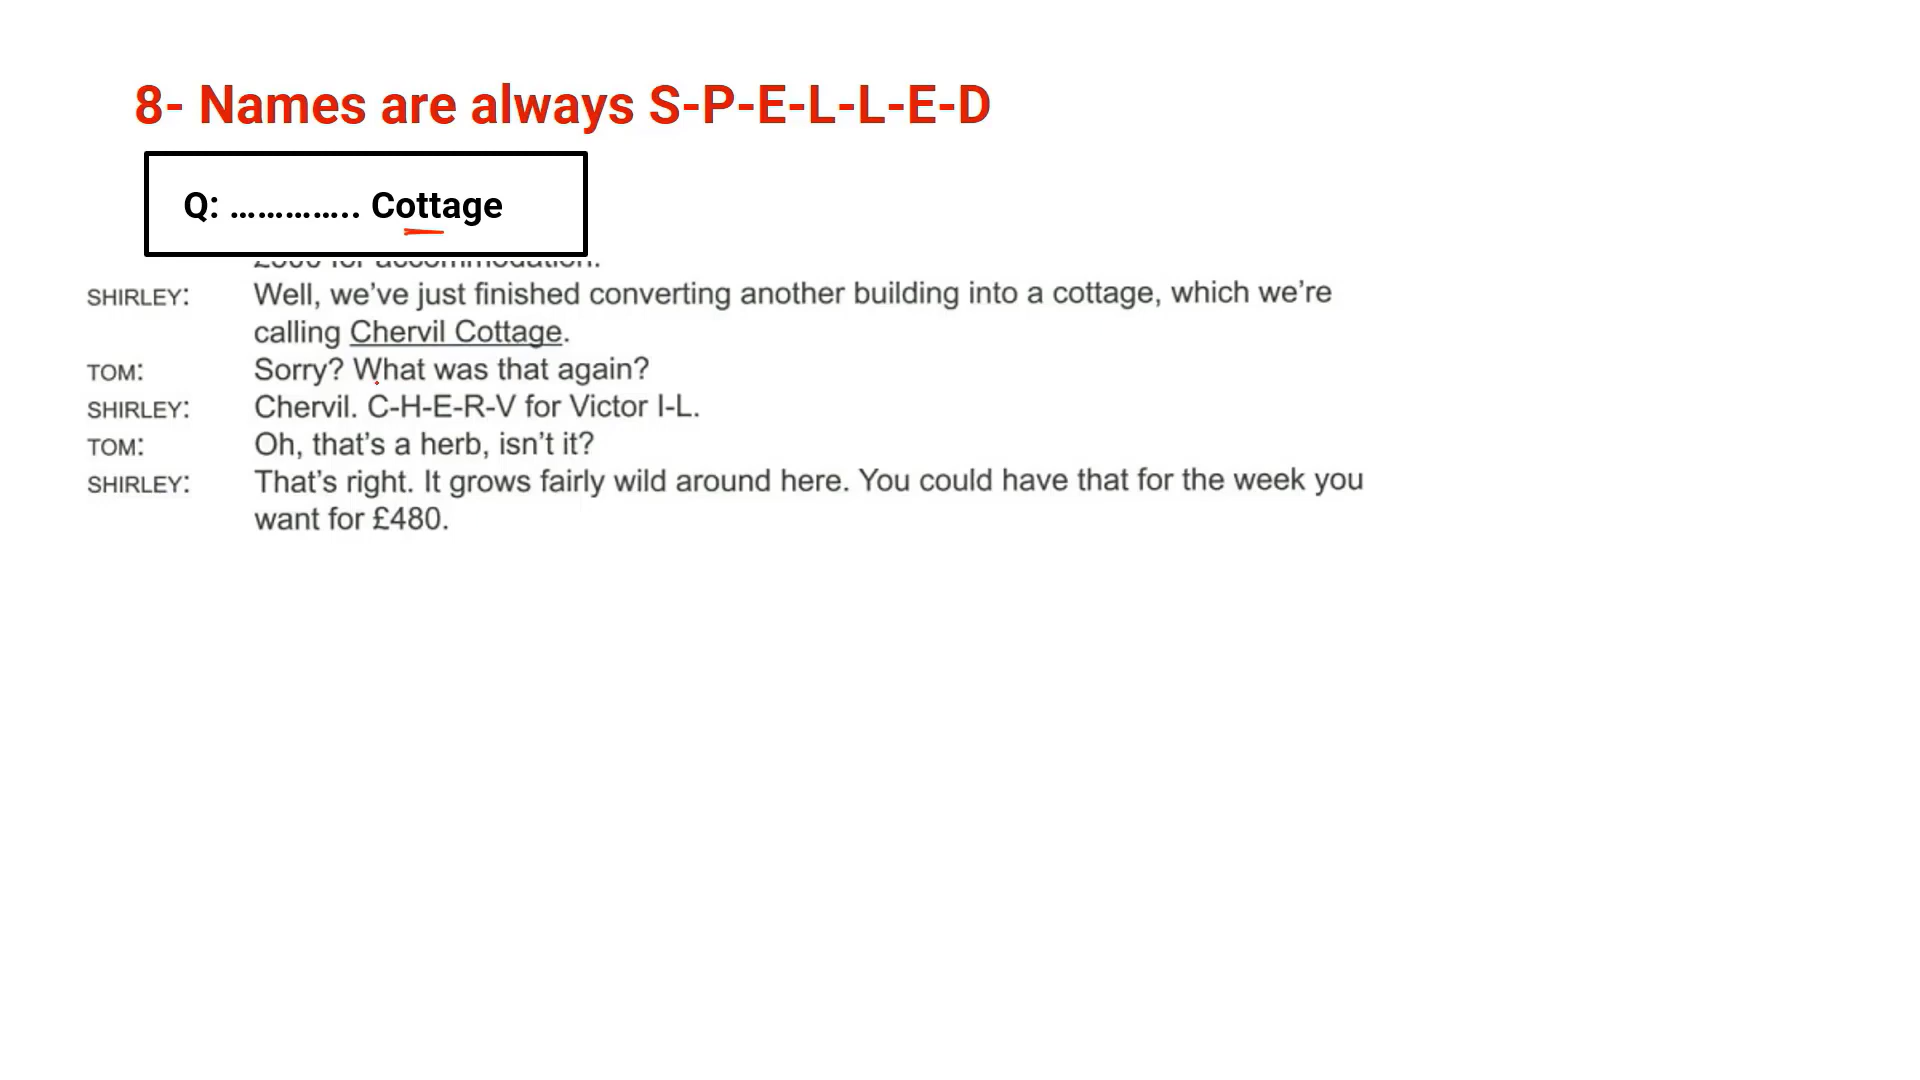 8- Names are always S-P-E-L-L-E-D
Q: ………….. Cottage
SHIRLEY: Well, we've just finished converting another building into a cottage, which we're
calling Chervil Cottage.
TOM: Sorry? What was that again?
SHIRLEY: Chervil. C-H-E-R-V for Victor I-L.
TOM: Oh, that's a herb, isn't it?
SHIRLEY: That's right. It grows fairly wild around here. You could have that for the week you
want for £480.